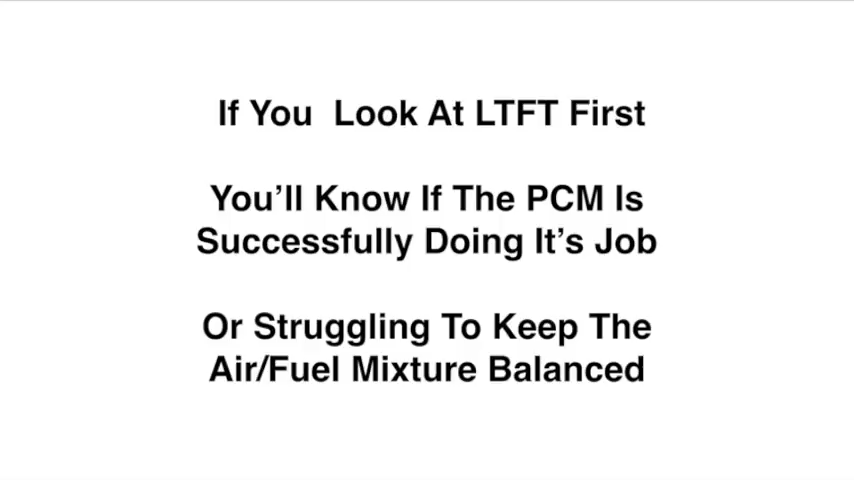 If You  Look At LTFT First
You’ll Know If The PCM Is
Successfully Doing It’s Job
Or Struggling To Keep The
Air/Fuel Mixture Balanced